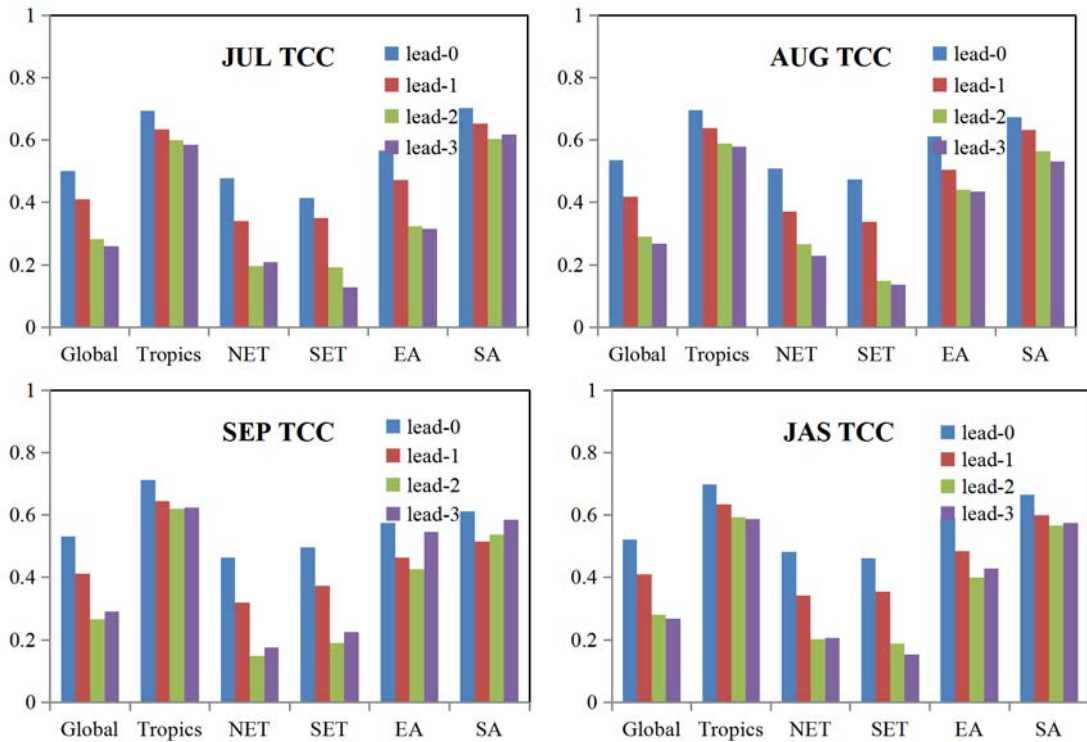 1
0.8
0.6
0.4
0.2
0
JUL TCC
lead-0
lead-1
lead-2
lead-3
Global Tropics NET SET EA SA
1
0.8
0.6
0.4
0.2
0
AUG TCC
lead-0
lead-1
lead-2
lead-3
Global Tropics NET SET EA SA
1
0.8
0.6
0.4
0.2
0
SEP TCC
lead-0
lead-1
lead-2
lead-3
Global Tropics NET SET EA SA
1
0.8
0.6
0.4
0.2
0
JAS TCC
lead-0
lead-1
lead-2
lead-3
Global Tropics NET SET EA SA